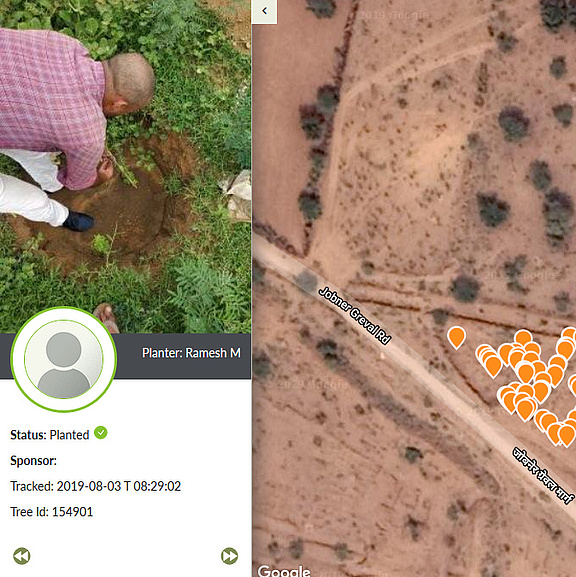 Planter: Ramesh M
Status: Planted
Sponsor:
Tracked: 2019-08-03 T 08:29:02
Tree Id: 154901
Jobner Greval Rd
Google